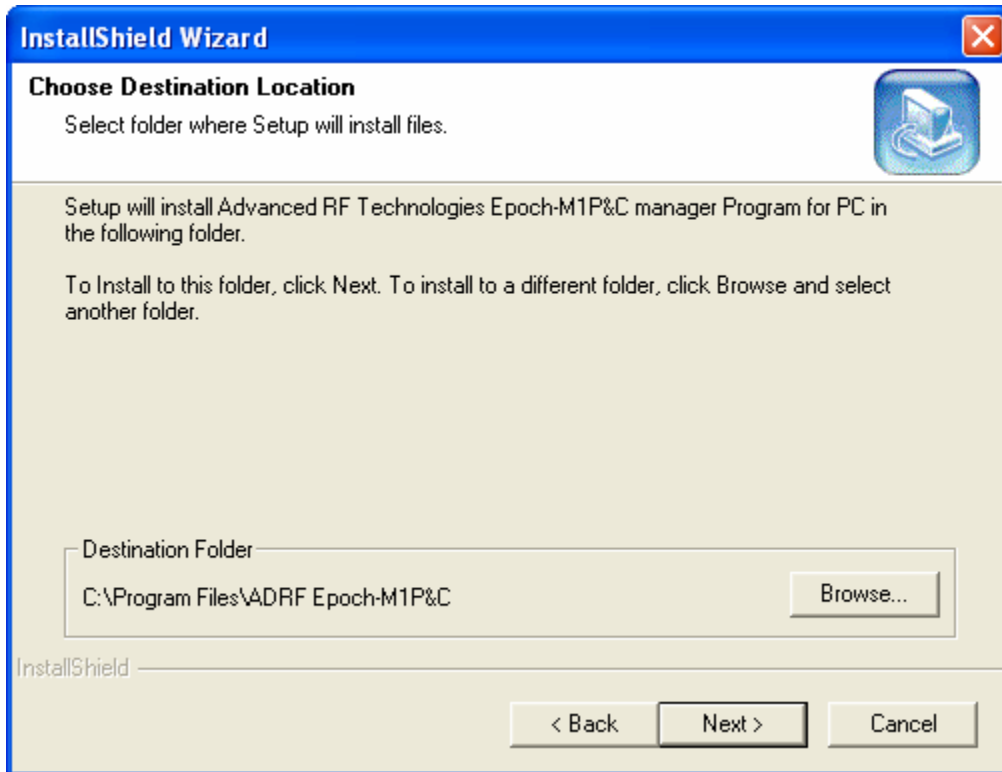 InstallShield Wizard
Choose Destination Location
Select folder where Setup will install files.
Setup will install Advanced RF Technologies Epoch-M1P&C manager Program for PC in
the following folder.
To Install to this folder, click Next. To install to a different folder, click Browse and select
another folder.
Destination Folder
C:\Program Files\ADRF Epoch-M1P&C
Browse...
InstallShield
< Back
Next >
Cancel